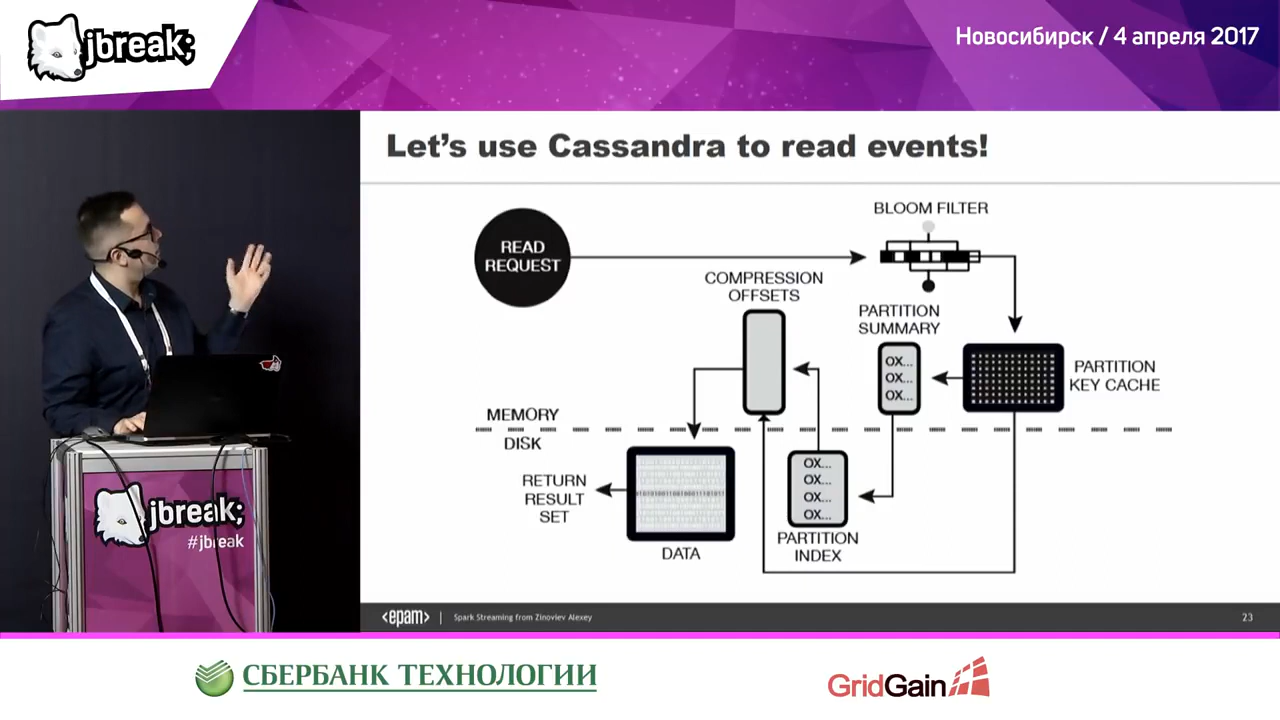 jbreak;
Новосибирск / 4 апреля 2017
Let's use Cassandra to read events!
READ
REQUEST
BLOOM FILTER
COMPRESSION
OFFSETS
PARTITION
SUMMARY
OX...
OX...
OX...
PARTITION
KEY CACHE
MEMORY
DISK
RETURN
RESULT
SET
DATA
OX...
OX...
OX...
OX...
PARTITION
INDEX
jbreak;
#jbreak
<epam>
Spark Streaming from Zinoviev Alexey
23
СБЕРБАНК ТЕХНОЛОГИИ
GridGain